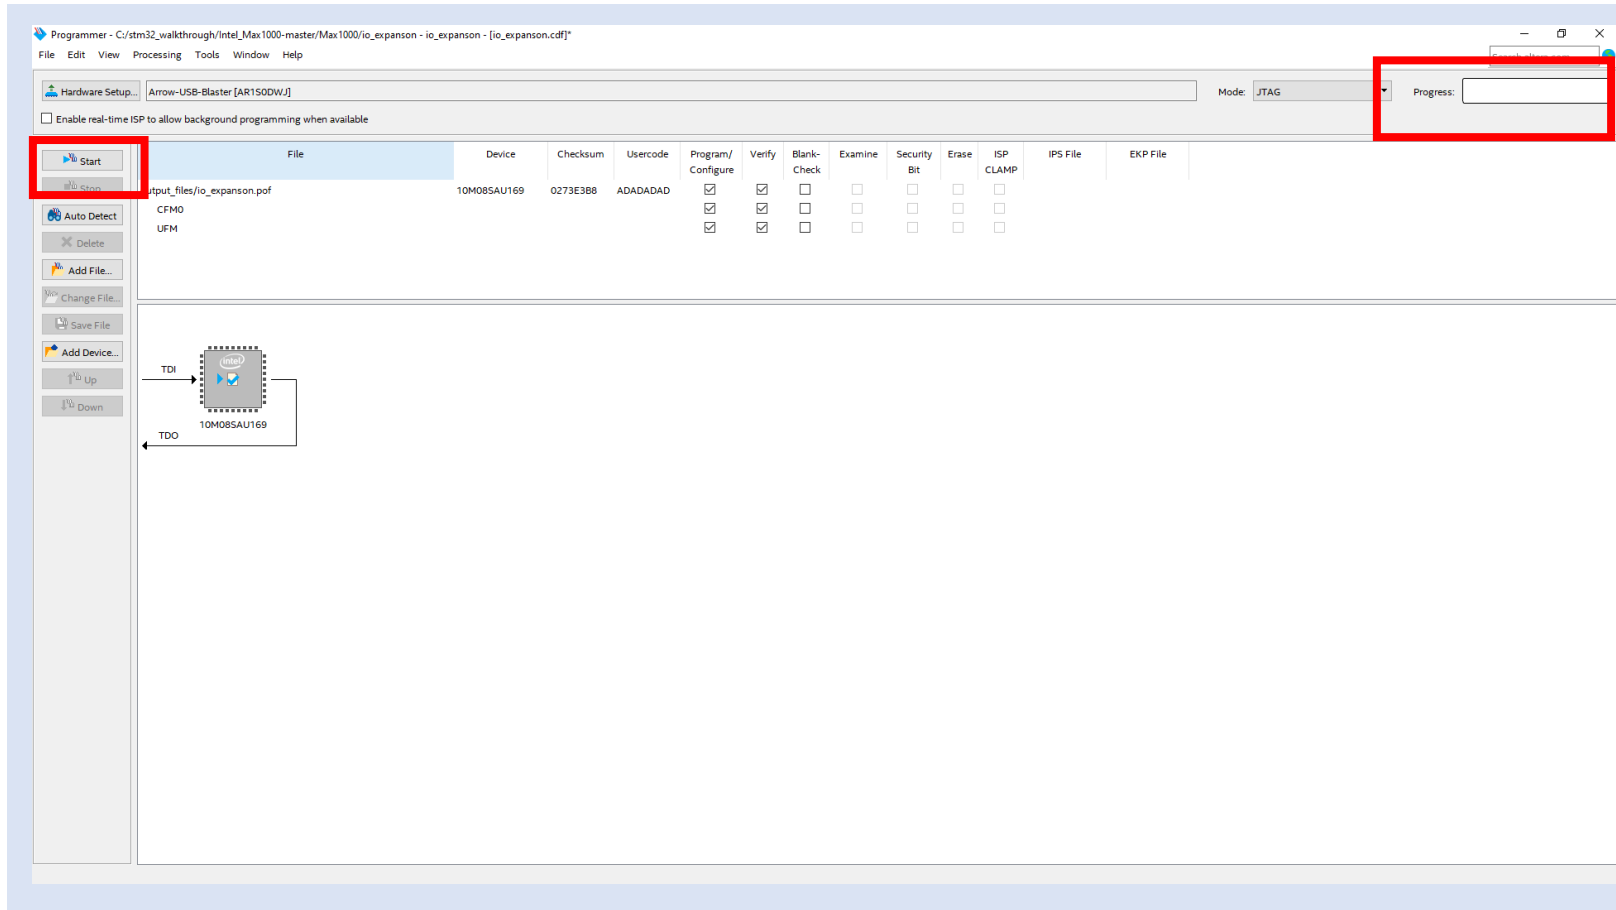 Programmer - C:/stm32_walkthrough/Intel_Max1000-master/Max1000/io_expanson - io_expanson - [io_expanson.cdf]*
File Edit View Processing Tools Window Help
Hardware Setup... Arrow-USB-Blaster [AR1S0DWJ] Mode: JTAG Progress:
Enable real-time ISP to allow background programming when available
Start
Stop
Auto Detect
Delete
Add File...
Change File...
Save File
Add Device...
Up
Down
File Device Checksum Usercode Program/ Configure Verify Blank- Check Examine Security Bit Erase ISP CLAMP IPS File EKP File
utput_files/io_expanson.pof 10M08SAU169 0273E3B8 ADADADAD
CFM0
UFM
TDI
intel
10M08SAU169
TDO